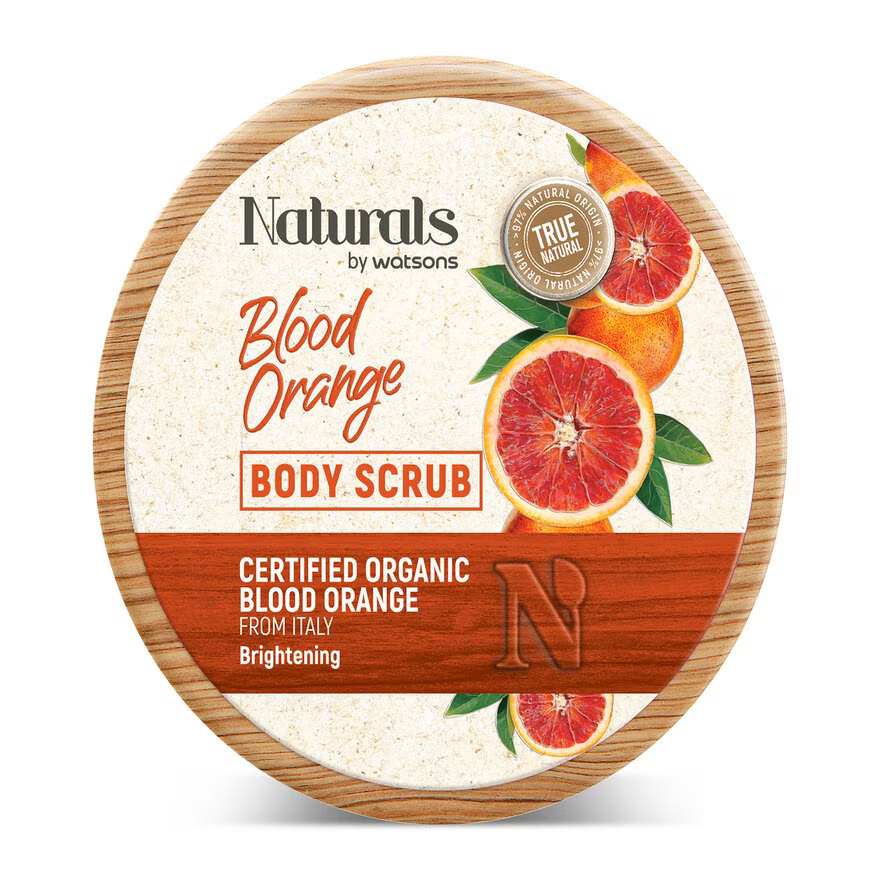 Naturals
by watsons
>97% NATURAL ORIGIN · >97% NATURAL ORIGIN ·
TRUE
NATURAL
Blood
Orange
BODY SCRUB
CERTIFIED ORGANIC
BLOOD ORANGE
FROM ITALY
Brightening
N